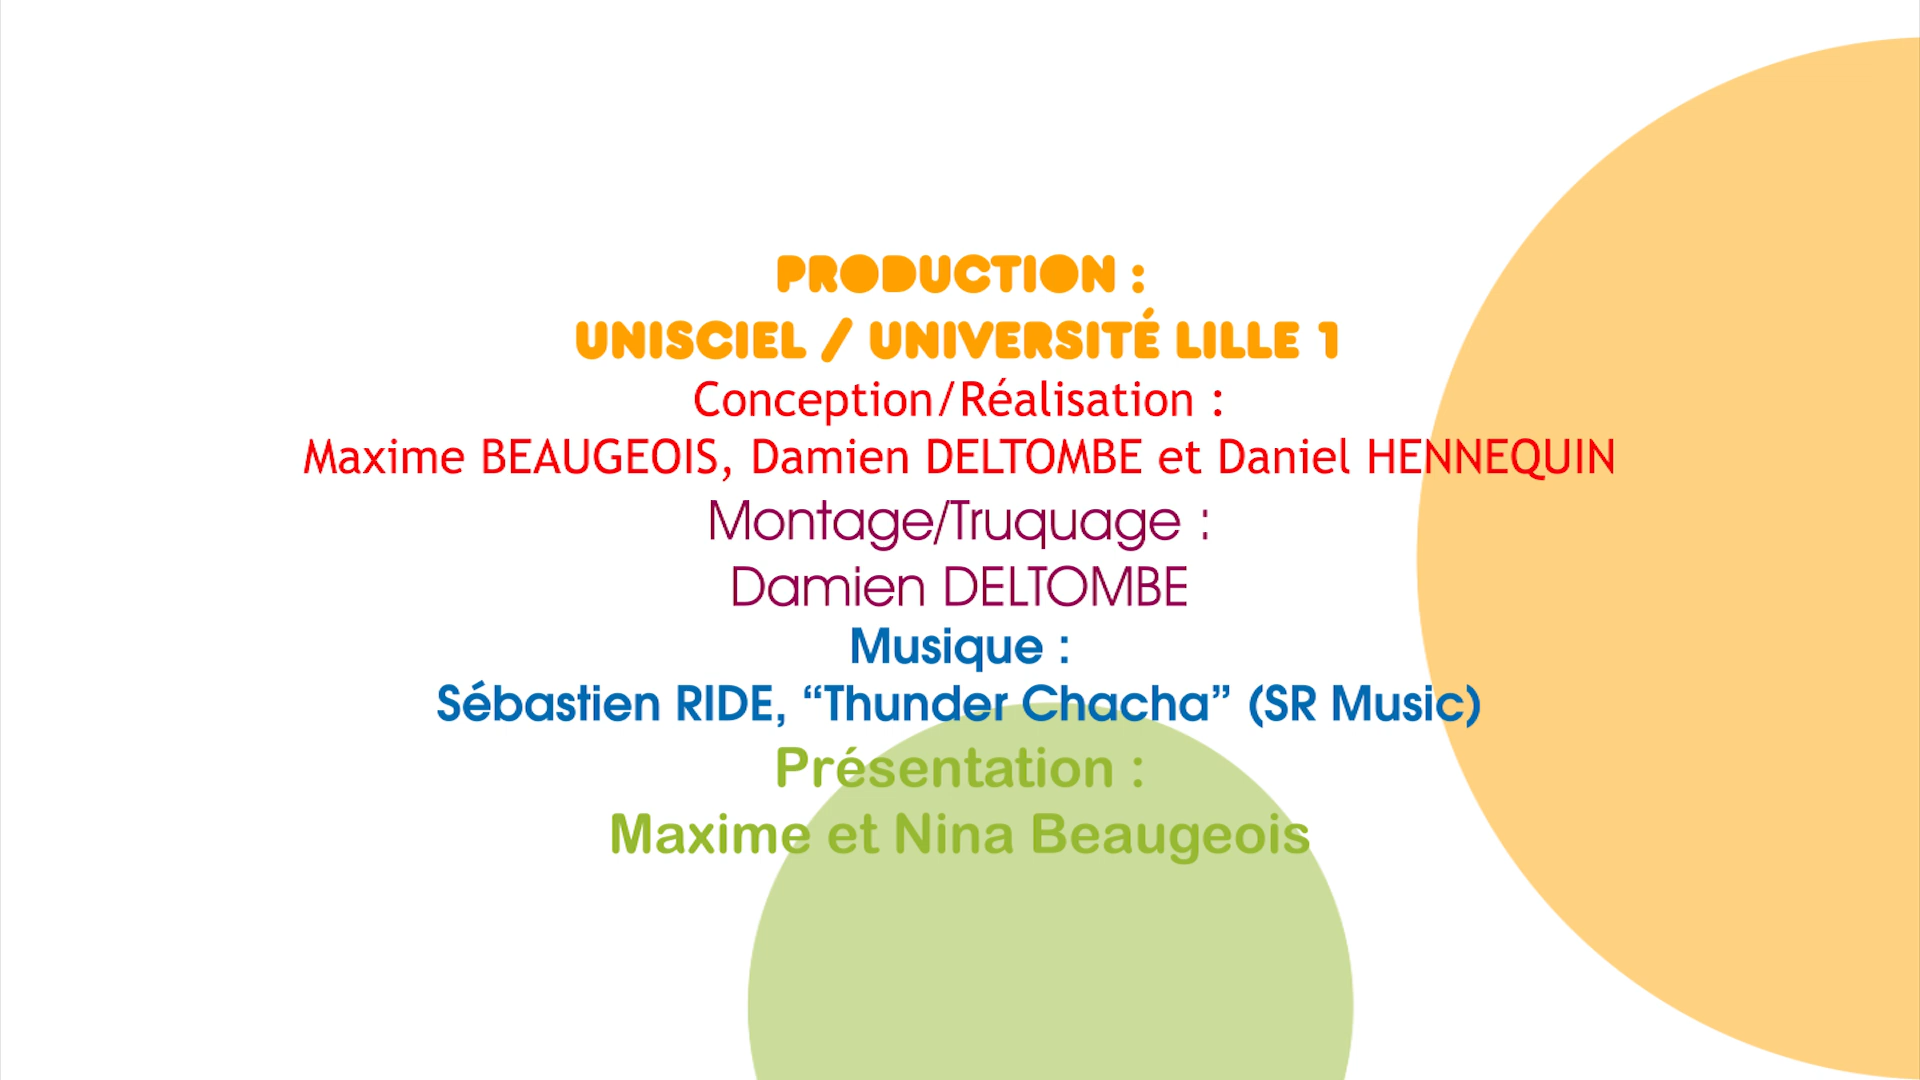 PRODUCTION :
UNISCIEL / UNIVERSITÉ LILLE 1
Conception/Réalisation :
Maxime BEAUGEOIS, Damien DELTOMBE et Daniel HENNEQUIN
Montage/Truquage :
Damien DELTOMBE
Musique :
Sébastien RIDE, “Thunder Chacha” (SR Music)
Présentation :
Maxime et Nina Beaugeois